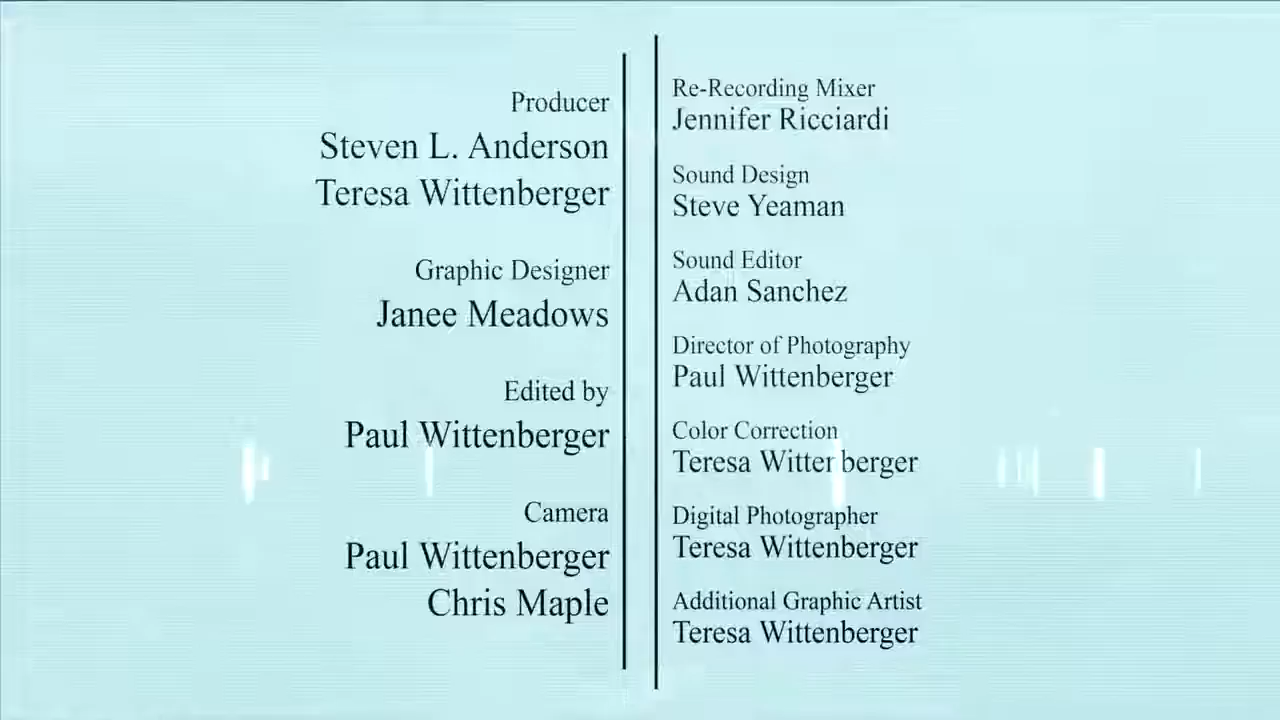 Producer
Steven L. Anderson
Teresa Wittenberger
Graphic Designer
Janee Meadows
Edited by
Paul Wittenberger
Camera
Paul Wittenberger
Chris Maple
Re-Recording Mixer
Jennifer Ricciardi
Sound Design
Steve Yeaman
Sound Editor
Adan Sanchez
Director of Photography
Paul Wittenberger
Color Correction
Teresa Wittenberger
Digital Photographer
Teresa Wittenberger
Additional Graphic Artist
Teresa Wittenberger